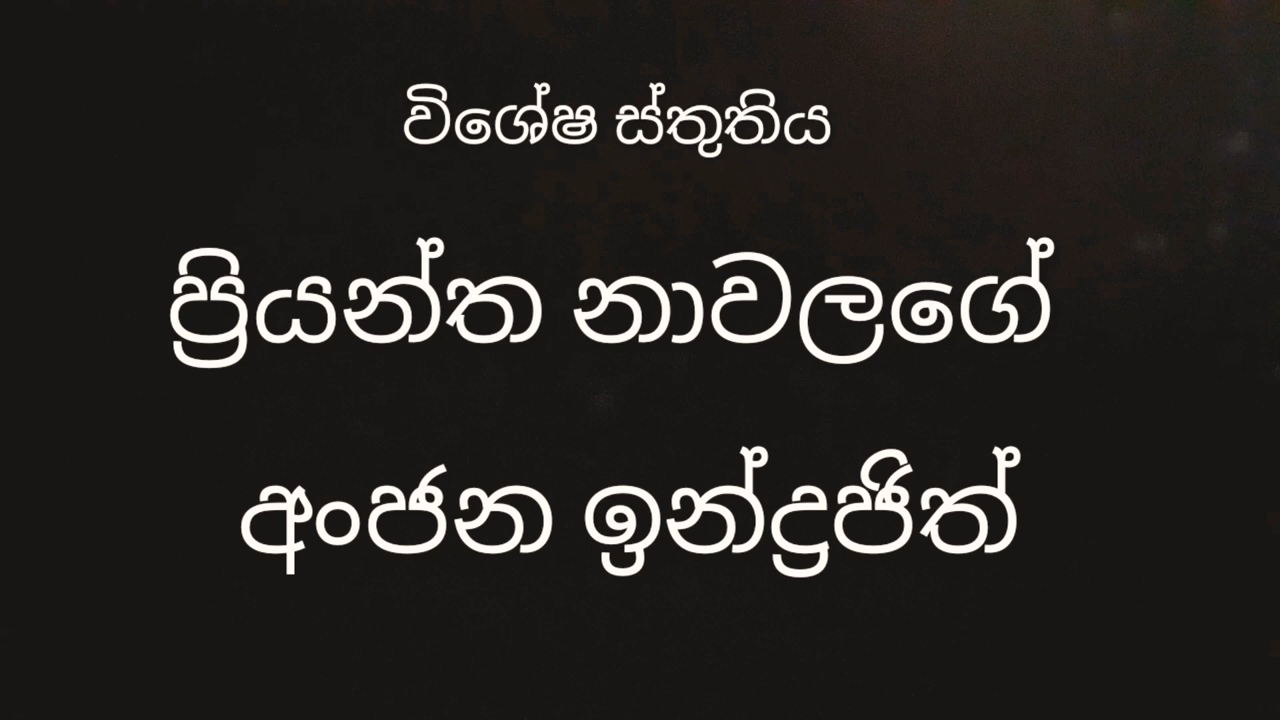 විශේෂ ස්තුතිය
ප්‍රියන්ත නාවලගේ
අංජන ඉන්ද්‍රජිත්